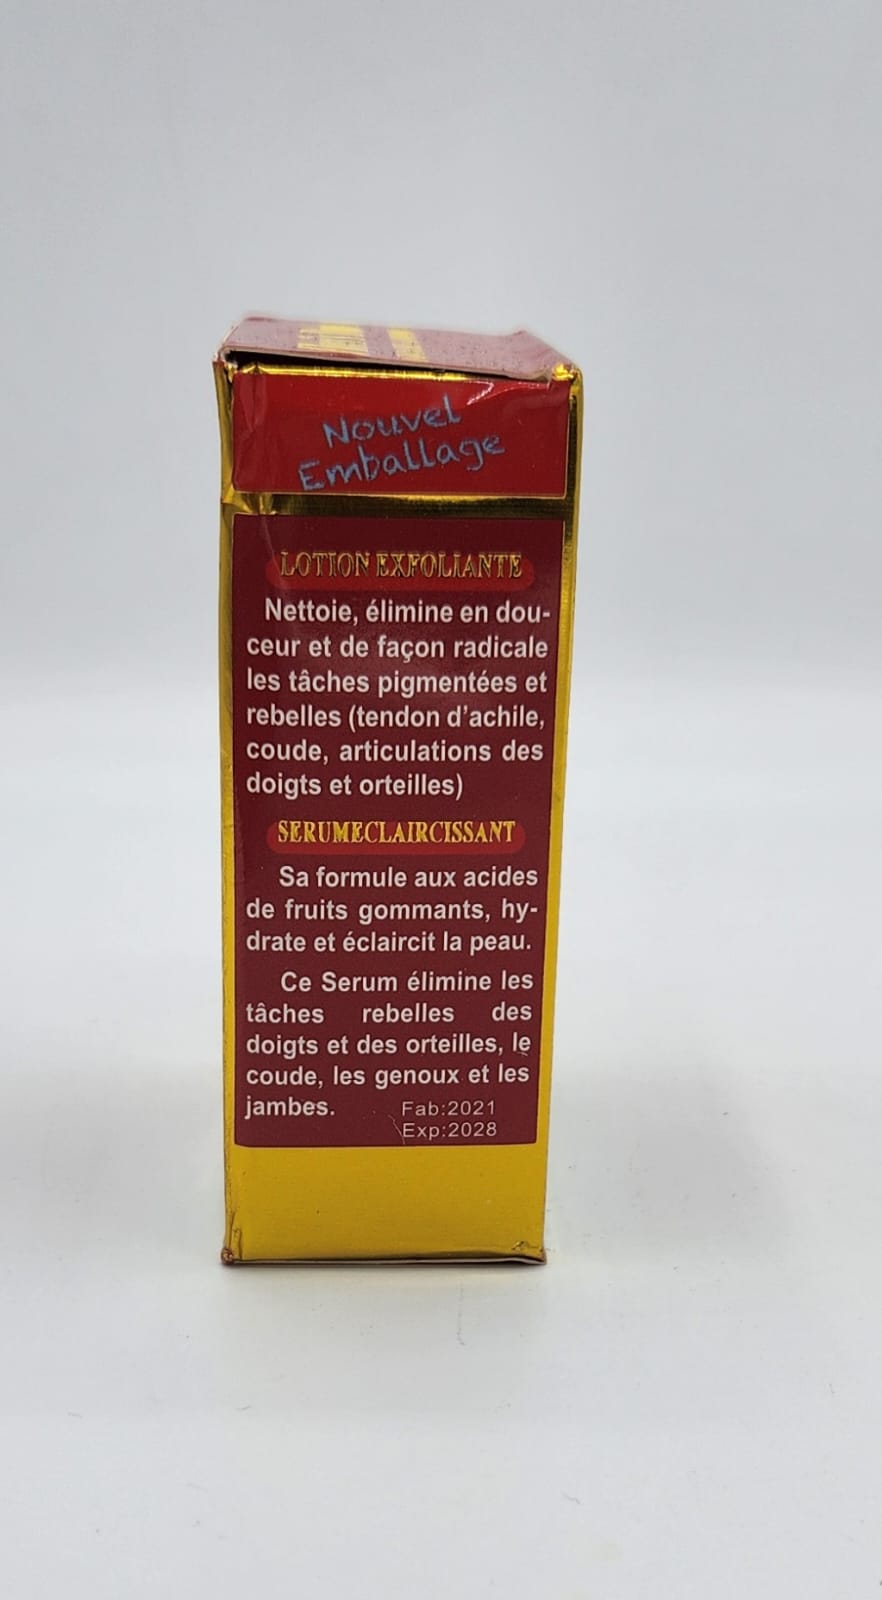 Nouvel
Emballage
LOTION EXFOLIANTE
Nettoie, élimine en dou-
ceur et de façon radicale
les tâches pigmentées et
rebelles (tendon d'achile,
coude, articulations des
doigts et orteilles)
SERUMECLAIRCISSANT
Sa formule aux acides
de fruits gommants, hy-
drate et éclaircit la peau.
Ce Serum élimine les
tâches rebelles des
doigts et des orteilles, le
coude, les genoux et les
jambes. Fab:2021
Exp:2028